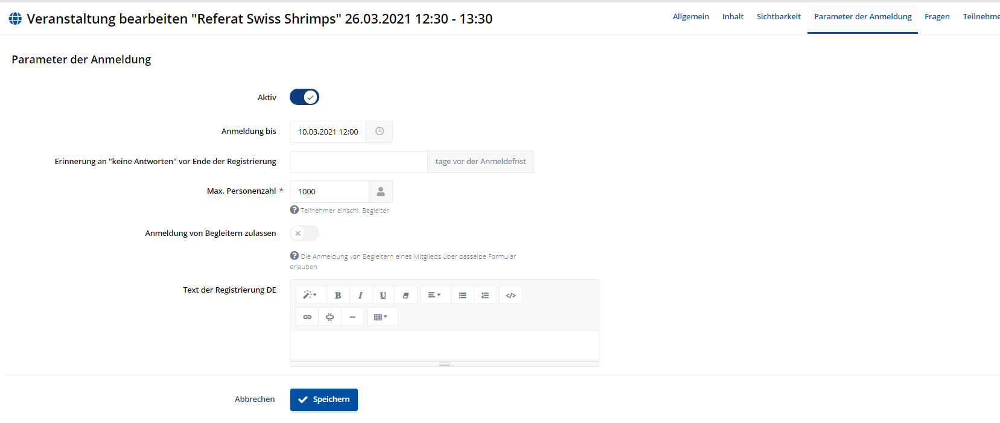 Veranstaltung bearbeiten "Referat Swiss Shrimps" 26.03.2021 12:30 - 13:30
Allgemein Inhalt Sichtbarkeit Parameter der Anmeldung Fragen Teilnehme
Parameter der Anmeldung
Aktiv
Anmeldung bis 10.03.2021 12:00
Erinnerung an "keine Antworten" vor Ende der Registrierung tage vor der Anmeldefrist
Max. Personenzahl * 1000
Teilnehmer einschl. Begleiter
Anmeldung von Begleitern zulassen
Die Anmeldung von Begleitern eines Mitglieds über dasselbe Formular
erlauben
Text der Registrierung DE
B I U
Abbrechen Speichern